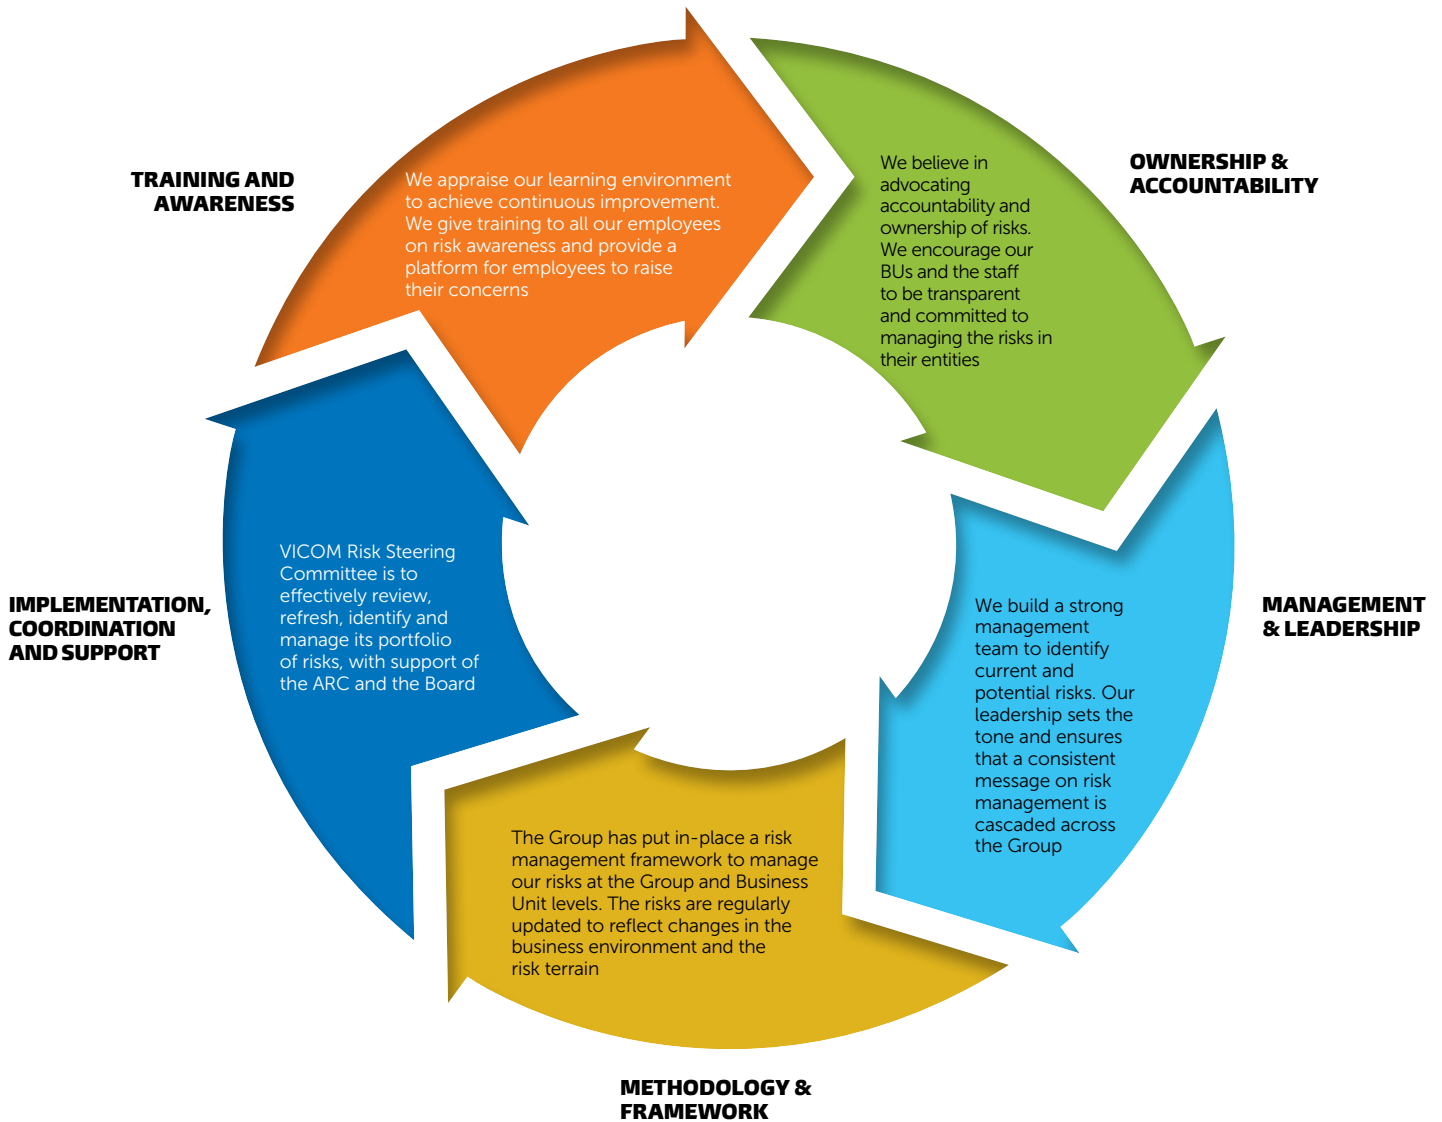 TRAINING AND
AWARENESS
We appraise our learning environment
to achieve continuous improvement.
We give training to all our employees
on risk awareness and provide a
platform for employees to raise
their concerns
OWNERSHIP &
ACCOUNTABILITY
We believe in
advocating
accountability and
ownership of risks.
We encourage our
BUs and the staff
to be transparent
and committed to
managing the risks in
their entities
MANAGEMENT
& LEADERSHIP
We build a strong
management
team to identify
current and
potential risks. Our
leadership sets the
tone and ensures
that a consistent
message on risk
management is
cascaded across
the Group
METHODOLOGY &
FRAMEWORK
The Group has put in-place a risk
management framework to manage
our risks at the Group and Business
Unit levels. The risks are regularly
updated to reflect changes in the
business environment and the
risk terrain
IMPLEMENTATION,
COORDINATION
AND SUPPORT
VICOM Risk Steering
Committee is to
effectively review,
refresh, identify and
manage its portfolio
of risks, with support of
the ARC and the Board